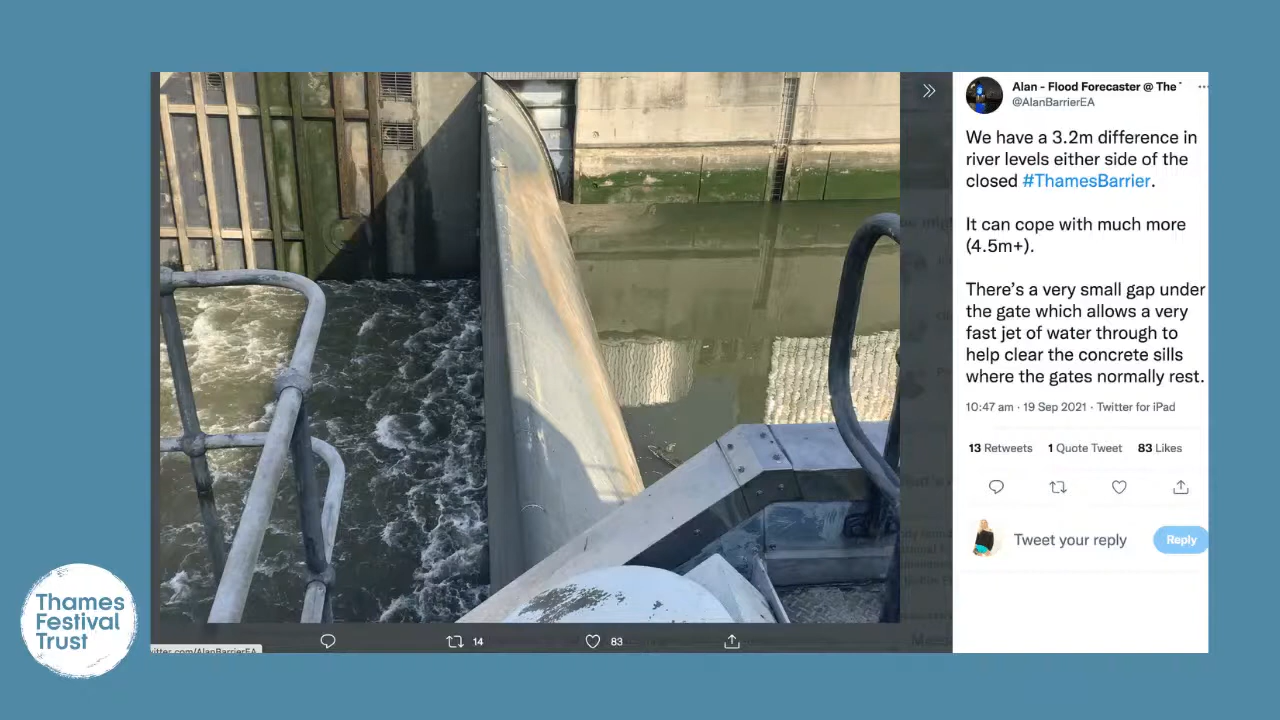 Alan - Flood Forecaster @ The
@AlanBarrierEA
We have a 3.2m difference in
river levels either side of the
closed #ThamesBarrier.
It can cope with much more
(4.5m+).
There's a very small gap under
the gate which allows a very
fast jet of water through to
help clear the concrete sills
where the gates normally rest.
10:47 am · 19 Sep 2021 · Twitter for iPad
13 Retweets 1 Quote Tweet 83 Likes
Tweet your reply
Reply
14 83
itter.com/AlanBarrierEA
Thames
Festival
Trust